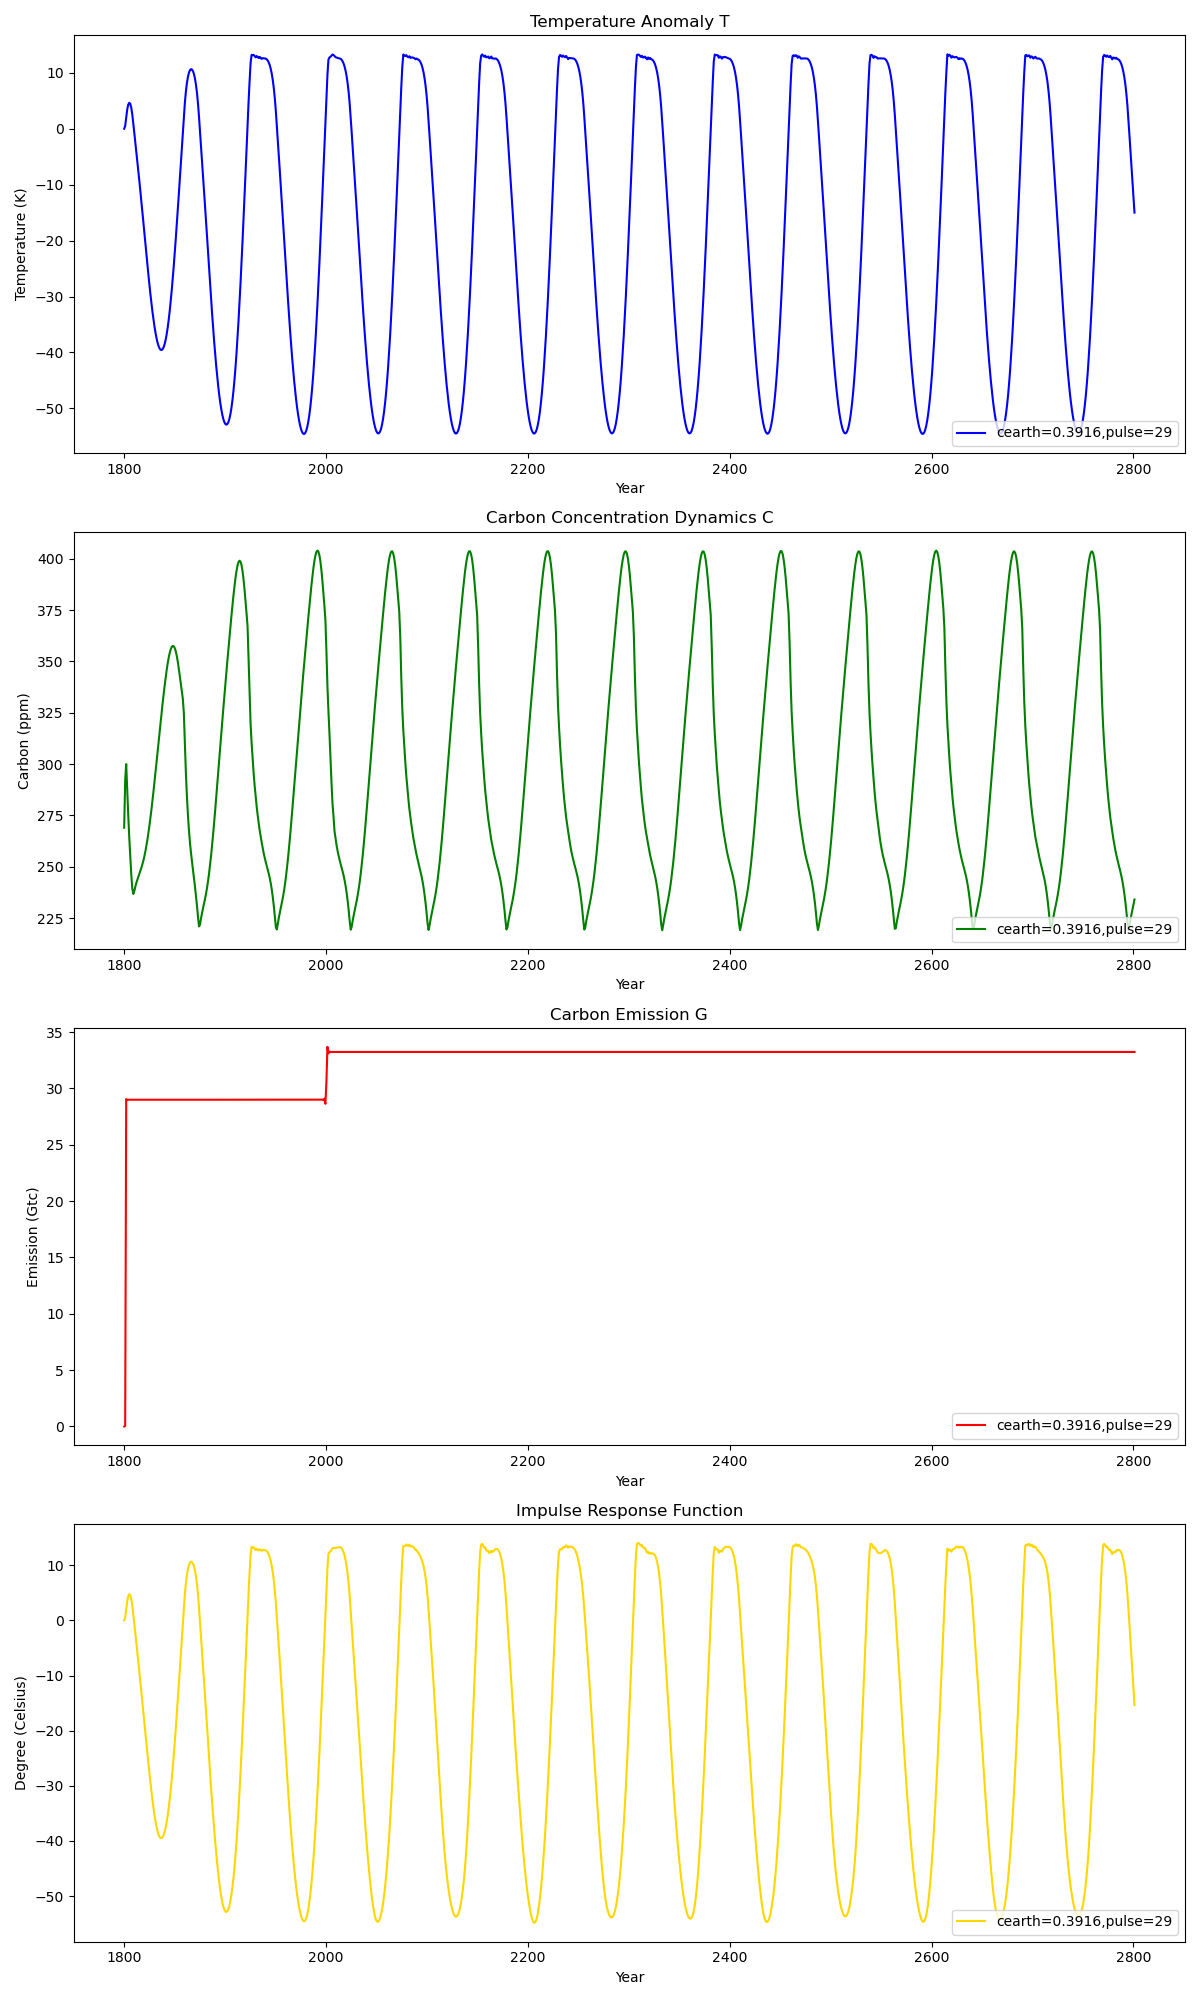 Temperature Anomaly T
10
0
−10
−20
−30
−40
−50
Temperature (K)
cearth=0.3916,pulse=29
1800 2000 2200 2400 2600 2800
Year
Carbon Concentration Dynamics C
400
375
350
325
300
275
250
225
Carbon (ppm)
cearth=0.3916,pulse=29
1800 2000 2200 2400 2600 2800
Year
Carbon Emission G
35
30
25
20
15
10
5
0
Emission (Gtc)
cearth=0.3916,pulse=29
1800 2000 2200 2400 2600 2800
Year
Impulse Response Function
10
0
−10
−20
−30
−40
−50
Degree (Celsius)
cearth=0.3916,pulse=29
1800 2000 2200 2400 2600 2800
Year